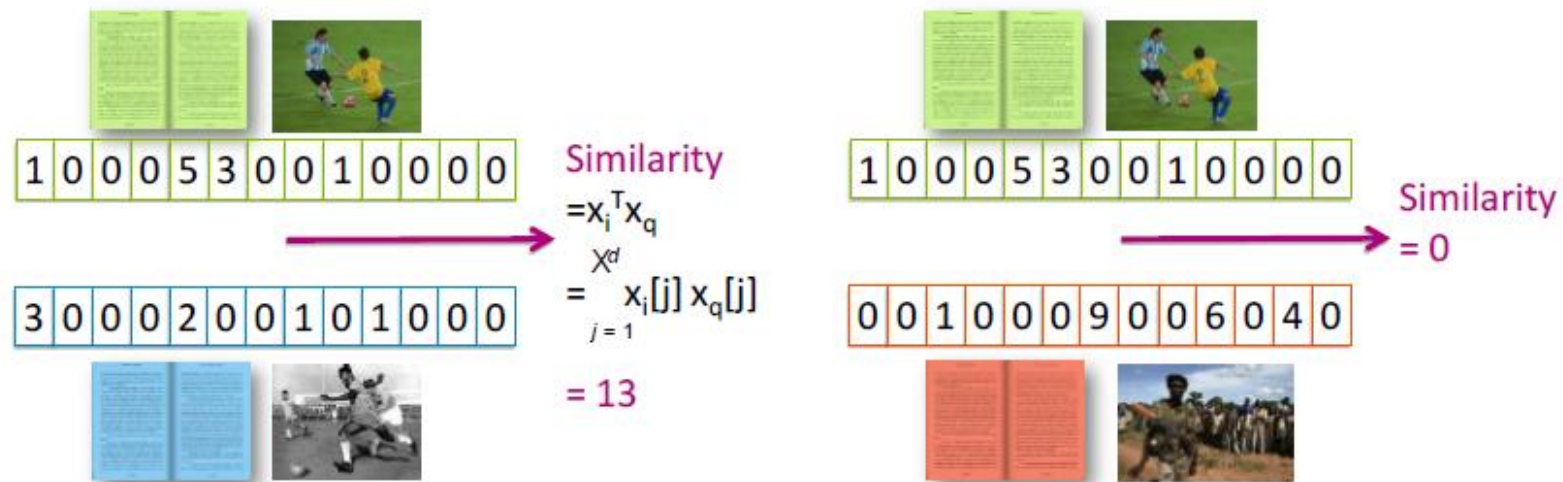 1 0 0 0 5 3 0 0 1 0 0 0 0
Similarity
=xᵢᵀx_q
X^d
= xᵢ[j] x_q[j]
j = 1
= 13
3 0 0 0 2 0 0 1 0 1 0 0 0
1 0 0 0 5 3 0 0 1 0 0 0 0
Similarity
= 0
0 0 1 0 0 0 9 0 0 6 0 4 0